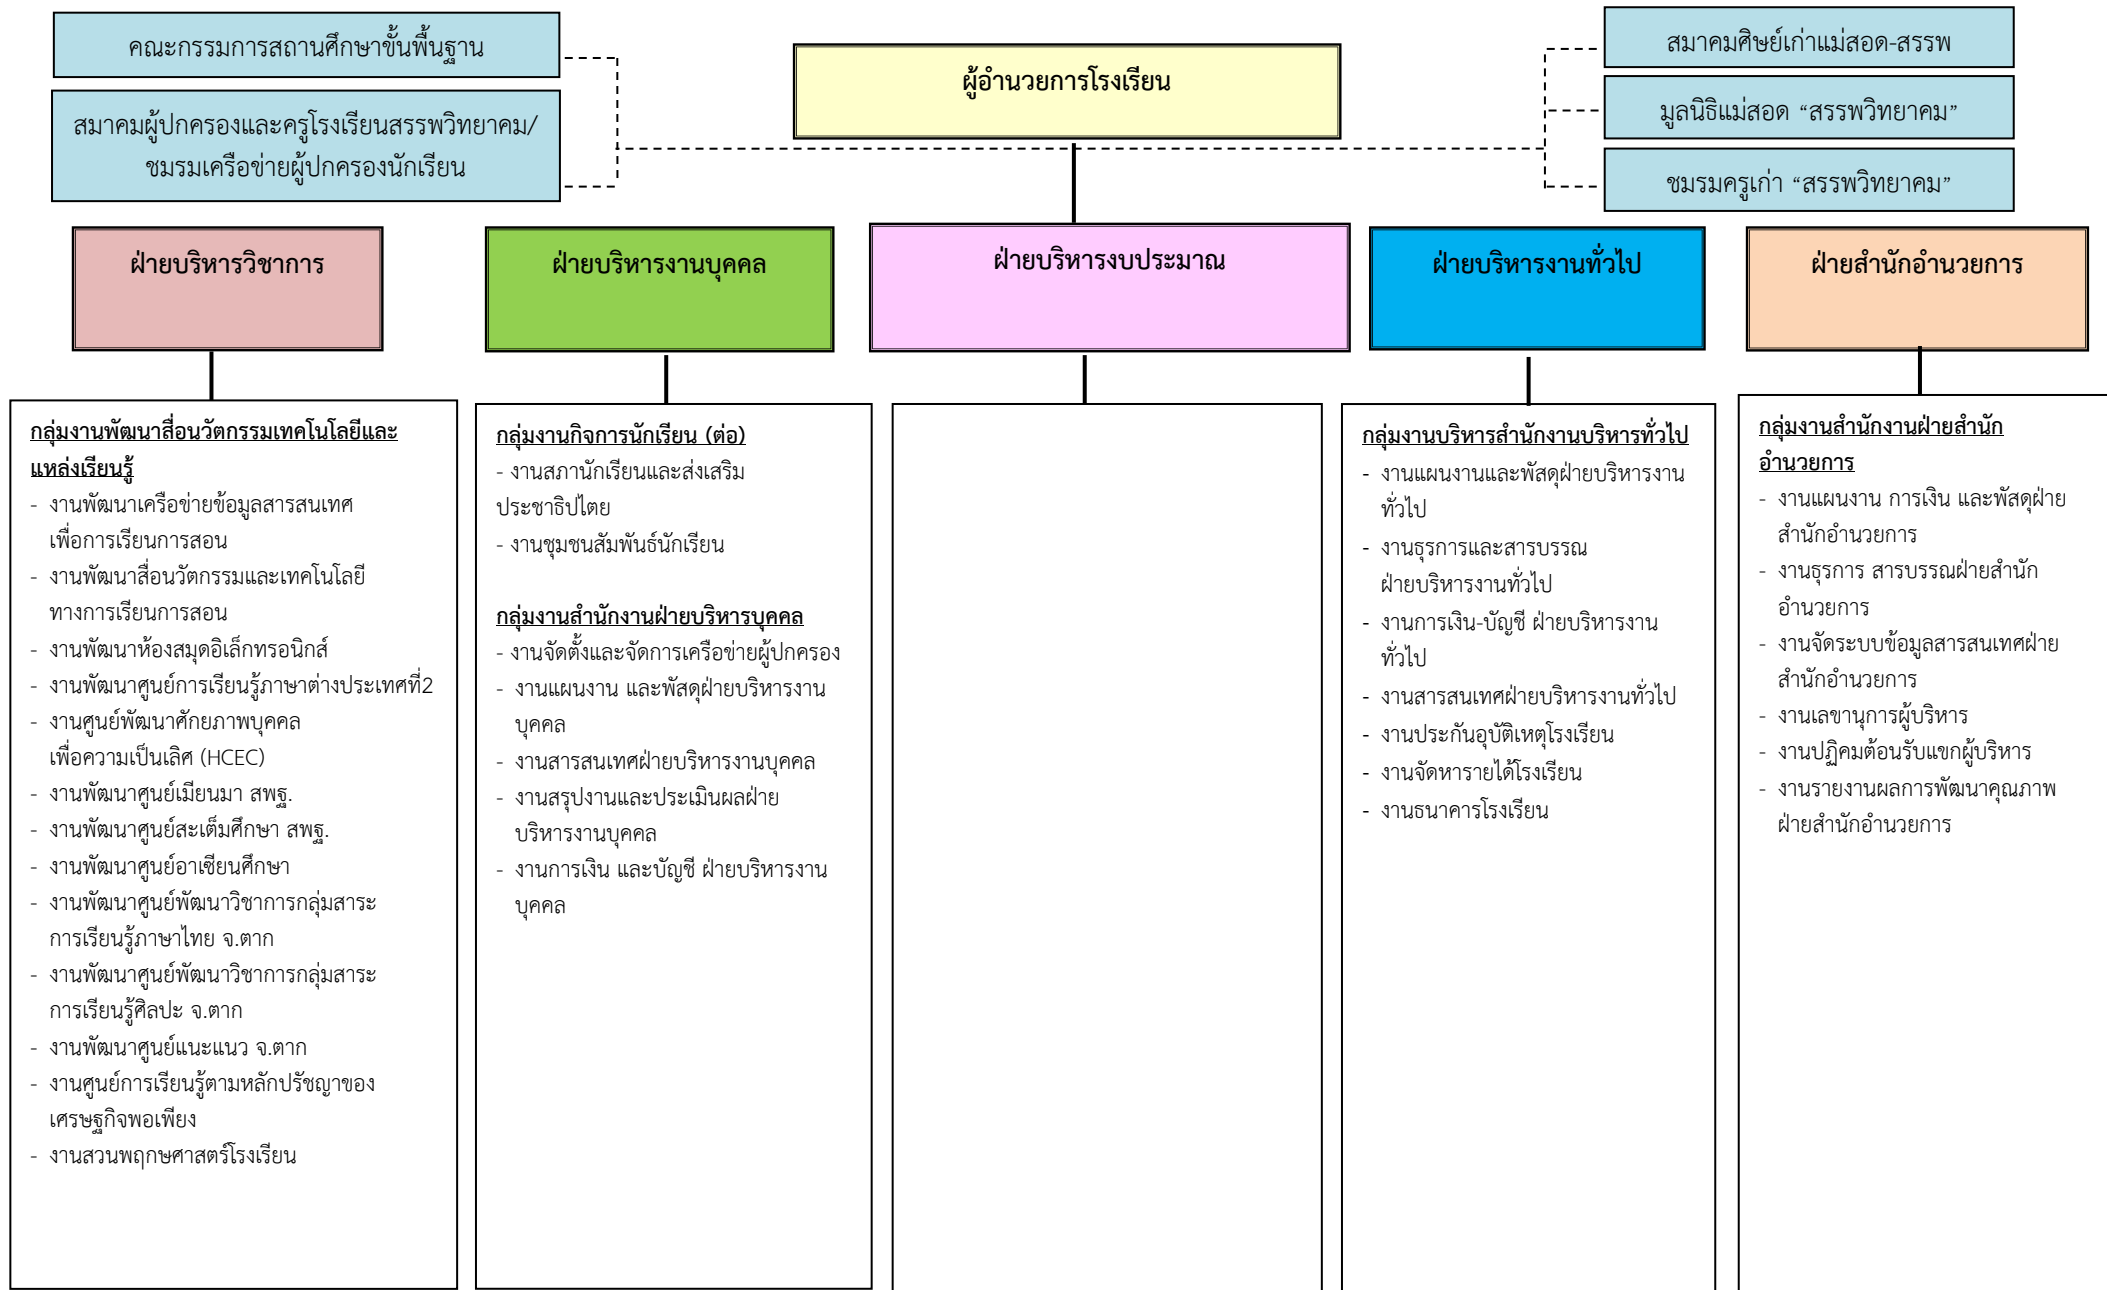 คณะกรรมการสถานศึกษาขั้นพื้นฐาน
สมาคมผู้ปกครองและครูโรงเรียนสรรพวิทยาคม/
ชมรมเครือข่ายผู้ปกครองนักเรียน
ผู้อำนวยการโรงเรียน
สมาคมศิษย์เก่าแม่สอด-สรรพ
มูลนิธิแม่สอด “สรรพวิทยาคม”
ชมรมครูเก่า “สรรพวิทยาคม”
ฝ่ายบริหารวิชาการ
ฝ่ายบริหารงานบุคคล
ฝ่ายบริหารงบประมาณ
ฝ่ายบริหารงานทั่วไป
ฝ่ายสำนักอำนวยการ
กลุ่มงานพัฒนาสื่อนวัตกรรมเทคโนโลยีและ
แหล่งเรียนรู้
- งานพัฒนาเครือข่ายข้อมูลสารสนเทศ
เพื่อการเรียนการสอน
- งานพัฒนาสื่อนวัตกรรมและเทคโนโลยี
ทางการเรียนการสอน
- งานพัฒนาห้องสมุดอิเล็กทรอนิกส์
- งานพัฒนาศูนย์การเรียนรู้ภาษาต่างประเทศที่2
- งานศูนย์พัฒนาศักยภาพบุคคล
เพื่อความเป็นเลิศ (HCEC)
- งานพัฒนาศูนย์เมียนมา สพฐ.
- งานพัฒนาศูนย์สะเต็มศึกษา สพฐ.
- งานพัฒนาศูนย์อาเซียนศึกษา
- งานพัฒนาศูนย์พัฒนาวิชาการกลุ่มสาระ
การเรียนรู้ภาษาไทย จ.ตาก
- งานพัฒนาศูนย์พัฒนาวิชาการกลุ่มสาระ
การเรียนรู้ศิลปะ จ.ตาก
- งานพัฒนาศูนย์แนะแนว จ.ตาก
- งานศูนย์การเรียนรู้ตามหลักปรัชญาของ
เศรษฐกิจพอเพียง
- งานสวนพฤกษศาสตร์โรงเรียน
กลุ่มงานกิจการนักเรียน (ต่อ)
- งานสภานักเรียนและส่งเสริม
ประชาธิปไตย
- งานชุมชนสัมพันธ์นักเรียน
กลุ่มงานสำนักงานฝ่ายบริหารบุคคล
- งานจัดตั้งและจัดการเครือข่ายผู้ปกครอง
- งานแผนงาน และพัสดุฝ่ายบริหารงาน
บุคคล
- งานสารสนเทศฝ่ายบริหารงานบุคคล
- งานสรุปงานและประเมินผลฝ่าย
บริหารงานบุคคล
- งานการเงิน และบัญชี ฝ่ายบริหารงาน
บุคคล
กลุ่มงานบริหารสำนักงานบริหารทั่วไป
- งานแผนงานและพัสดุฝ่ายบริหารงาน
ทั่วไป
- งานธุรการและสารบรรณ
ฝ่ายบริหารงานทั่วไป
- งานการเงิน-บัญชี ฝ่ายบริหารงาน
ทั่วไป
- งานสารสนเทศฝ่ายบริหารงานทั่วไป
- งานประกันอุบัติเหตุโรงเรียน
- งานจัดหารายได้โรงเรียน
- งานธนาคารโรงเรียน
กลุ่มงานสำนักงานฝ่ายสำนัก
อำนวยการ
- งานแผนงาน การเงิน และพัสดุฝ่าย
สำนักอำนวยการ
- งานธุรการ สารบรรณฝ่ายสำนัก
อำนวยการ
- งานจัดระบบข้อมูลสารสนเทศฝ่าย
สำนักอำนวยการ
- งานเลขานุการผู้บริหาร
- งานปฏิคมต้อนรับแขกผู้บริหาร
- งานรายงานผลการพัฒนาคุณภาพ
ฝ่ายสำนักอำนวยการ